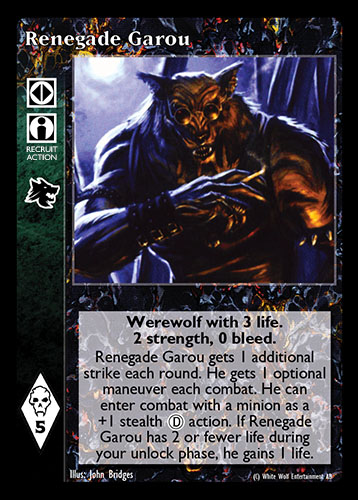 Renegade Garou
RECRUIT
ACTION
Werewolf with 3 life.
2 strength, 0 bleed.
Renegade Garou gets 1 additional
strike each round. He gets 1 optional
maneuver each combat. He can
enter combat with a minion as a
+1 stealth Ⓓ action. If Renegade
Garou has 2 or fewer life during
your unlock phase, he gains 1 life.
5
Illus: John Bridges
(C) White Wolf Entertainment AB